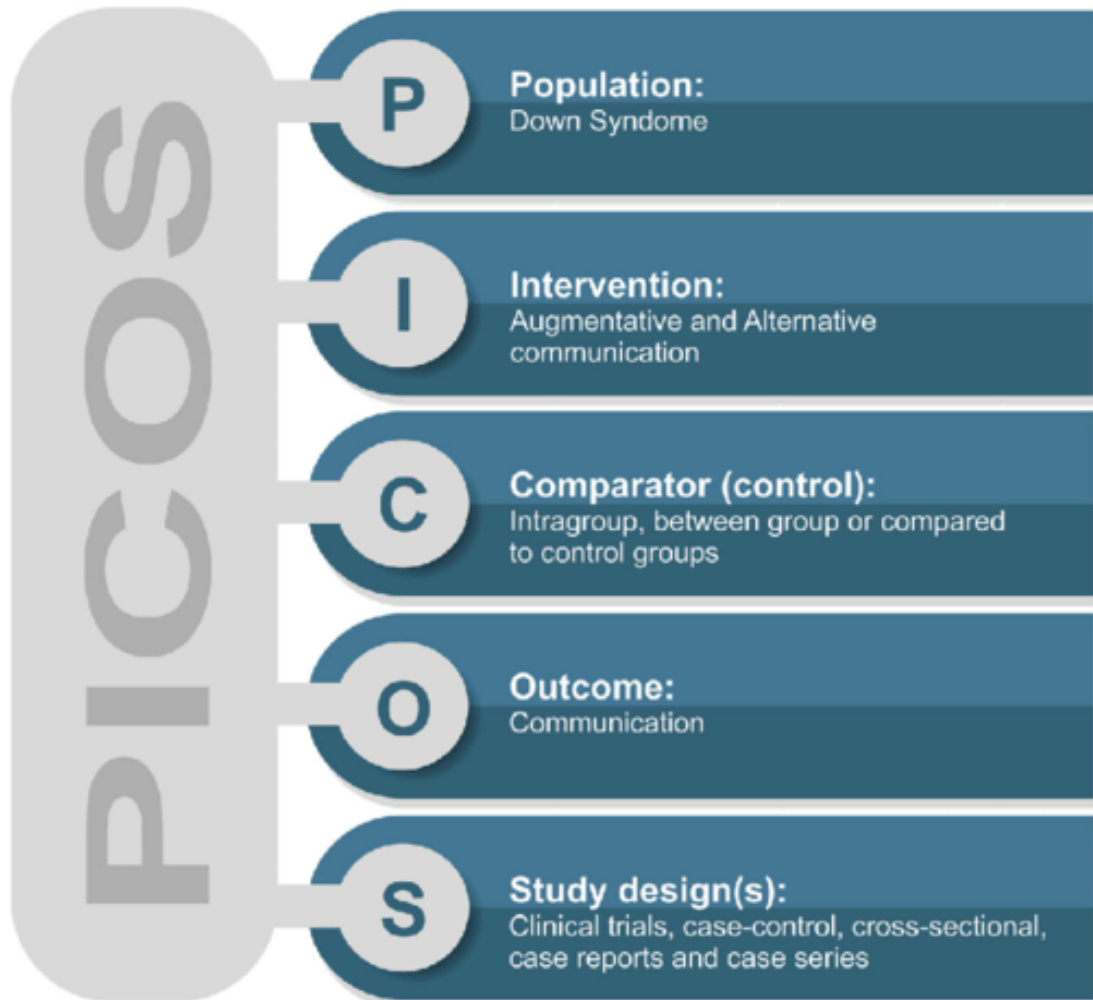 PICOS
P
Population:
Down Syndome
I
Intervention:
Augmentative and Alternative
communication
C
Comparator (control):
Intragroup, between group or compared
to control groups
O
Outcome:
Communication
S
Study design(s):
Clinical trials, case-control, cross-sectional,
case reports and case series